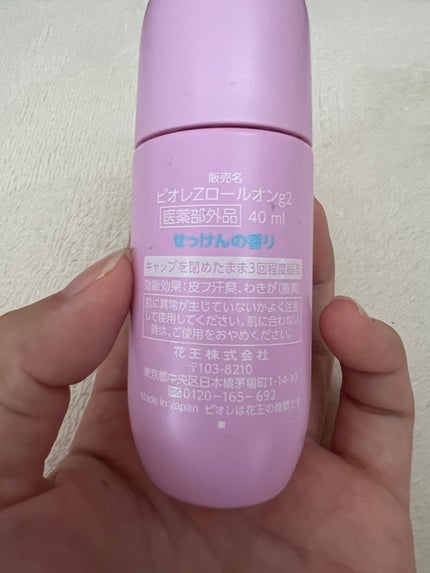 販売名
ビオレZロールオンg2
医薬部外品 40 ml
せっけんの香り
キャップを閉めたまま3回程度振る
効能効果:皮フ汗臭、わきが(腋臭)
肌に異常が生じていないかよく注意
して使用してください。肌に合わない
時は、ご使用をおやめください。
花王株式会社
〒103-8210
東京都中央区日本橋茅場町1-14-10
0120-165-692
Made in Japan ビオレは花王の商標です